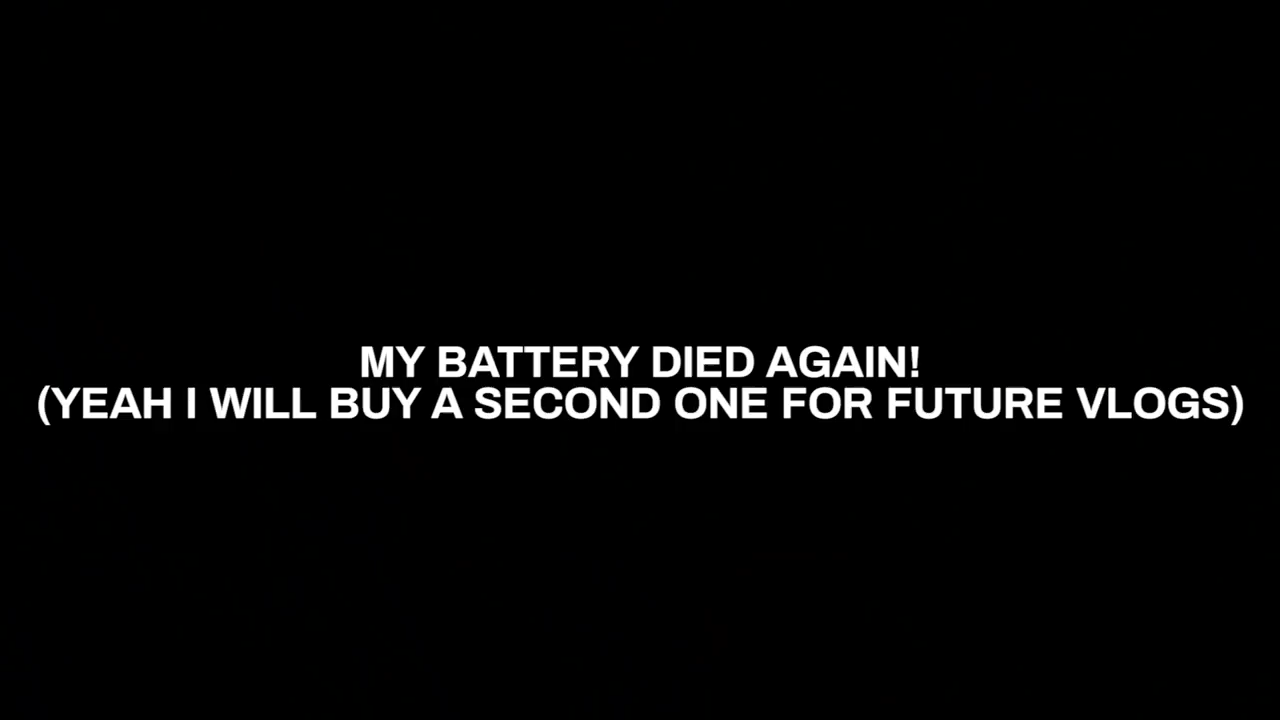 MY BATTERY DIED AGAIN!
(YEAH I WILL BUY A SECOND ONE FOR FUTURE VLOGS)